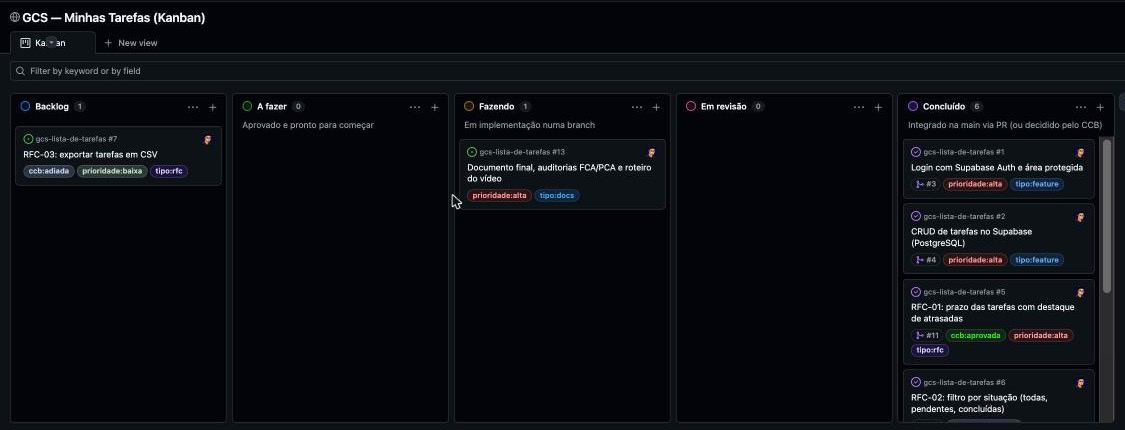 GCS — Minhas Tarefas (Kanban)
New view
Filter by keyword or by field
Backlog 1
gcs-lista-de-tarefas #7
RFC-03: exportar tarefas em CSV
ccb:adiada prioridade:baixa tipo:rfc
A fazer 0
Aprovado e pronto para começar
Fazendo 1
Em implementação numa branch
gcs-lista-de-tarefas #13
Documento final, auditorias FCA/PCA e roteiro
do vídeo
prioridade:alta tipo:docs
Em revisão 0
Concluído 6
Integrado na main via PR (ou decidido pelo CCB)
gcs-lista-de-tarefas #1
Login com Supabase Auth e área protegida
#3 prioridade:alta tipo:feature
gcs-lista-de-tarefas #2
CRUD de tarefas no Supabase
(PostgreSQL)
#4 prioridade:alta tipo:feature
gcs-lista-de-tarefas #5
RFC-01: prazo das tarefas com destaque
de atrasadas
#11 ccb:aprovada prioridade:alta
tipo:rfc
gcs-lista-de-tarefas #6
RFC-02: filtro por situação (todas,
pendentes, concluídas)